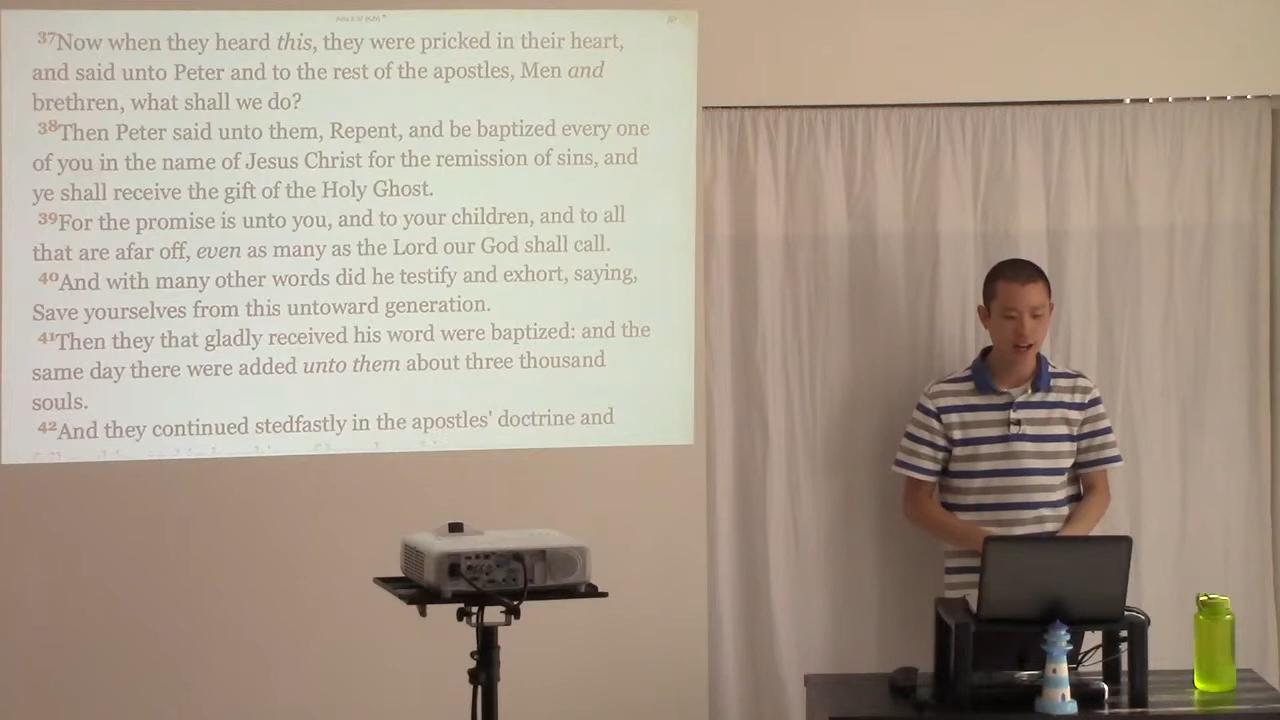 ³⁷Now when they heard this, they were pricked in their heart,
and said unto Peter and to the rest of the apostles, Men and
brethren, what shall we do?
³⁸Then Peter said unto them, Repent, and be baptized every one
of you in the name of Jesus Christ for the remission of sins, and
ye shall receive the gift of the Holy Ghost.
³⁹For the promise is unto you, and to your children, and to all
that are afar off, even as many as the Lord our God shall call.
⁴⁰And with many other words did he testify and exhort, saying,
Save yourselves from this untoward generation.
⁴¹Then they that gladly received his word were baptized: and the
same day there were added unto them about three thousand
souls.
⁴²And they continued stedfastly in the apostles' doctrine and